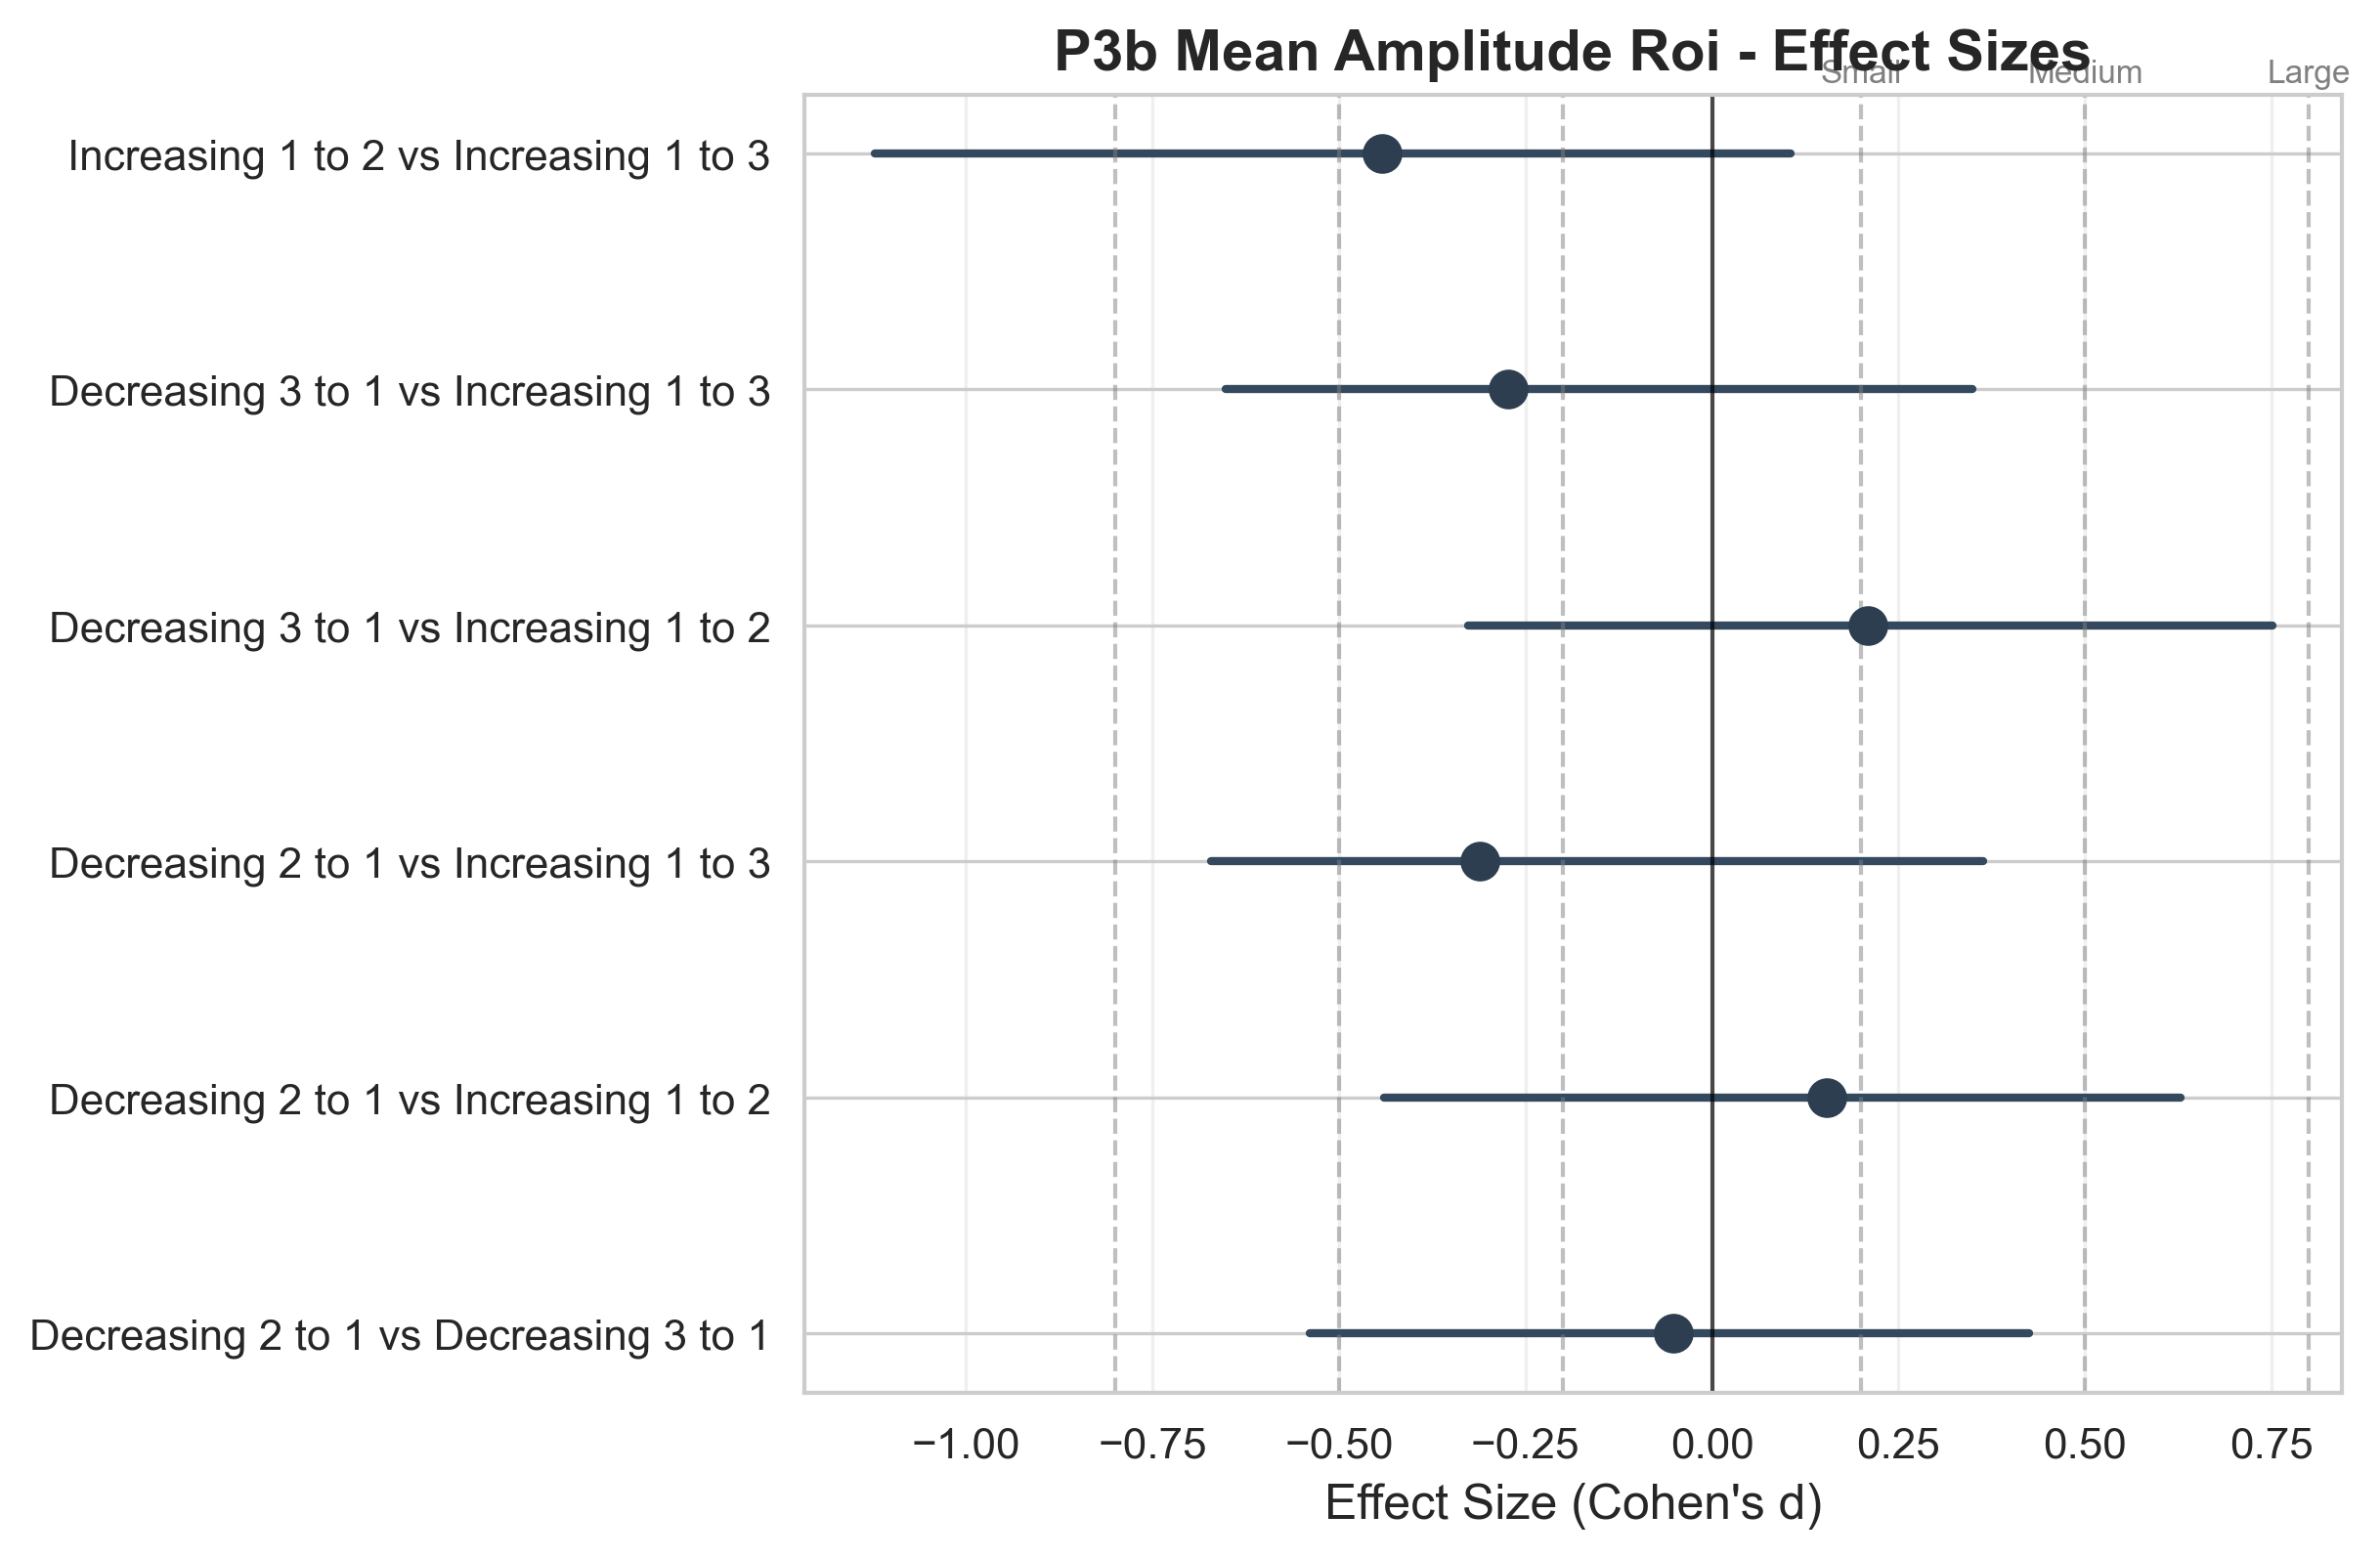 P3b Mean Amplitude Roi - Effect Sizes
Small Medium Large
Increasing 1 to 2 vs Increasing 1 to 3
Decreasing 3 to 1 vs Increasing 1 to 3
Decreasing 3 to 1 vs Increasing 1 to 2
Decreasing 2 to 1 vs Increasing 1 to 3
Decreasing 2 to 1 vs Increasing 1 to 2
Decreasing 2 to 1 vs Decreasing 3 to 1
−1.00 −0.75 −0.50 −0.25 0.00 0.25 0.50 0.75
Effect Size (Cohen's d)